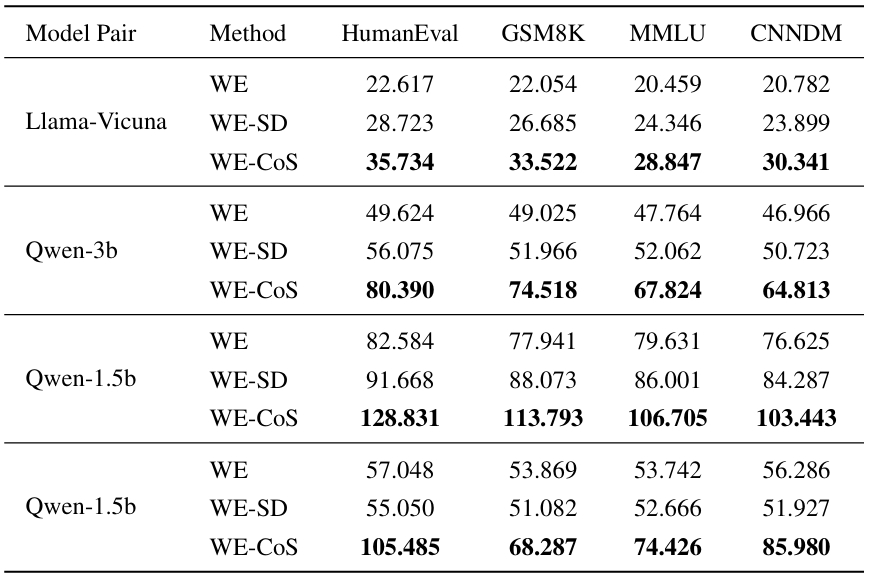 Model Pair Method HumanEval GSM8K MMLU CNNDM
WE 22.617 22.054 20.459 20.782
Llama-Vicuna WE-SD 28.723 26.685 24.346 23.899
WE-CoS 35.734 33.522 28.847 30.341
WE 49.624 49.025 47.764 46.966
Qwen-3b WE-SD 56.075 51.966 52.062 50.723
WE-CoS 80.390 74.518 67.824 64.813
WE 82.584 77.941 79.631 76.625
Qwen-1.5b WE-SD 91.668 88.073 86.001 84.287
WE-CoS 128.831 113.793 106.705 103.443
WE 57.048 53.869 53.742 56.286
Qwen-1.5b WE-SD 55.050 51.082 52.666 51.927
WE-CoS 105.485 68.287 74.426 85.980